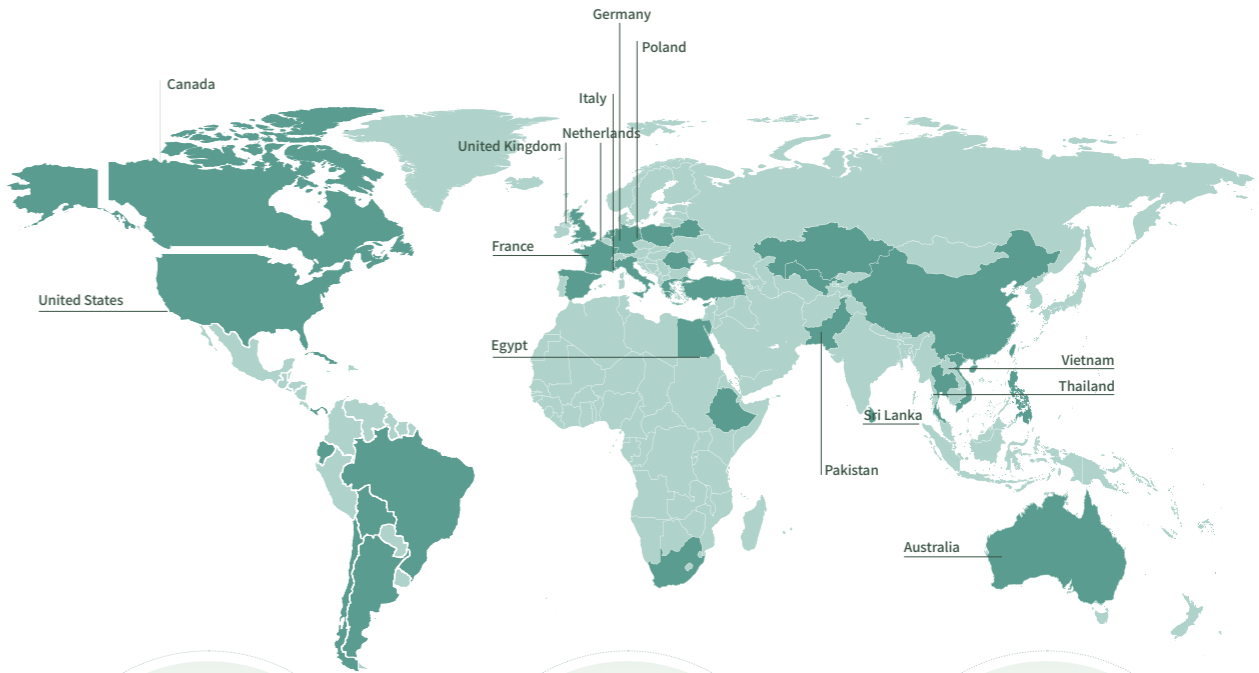 Germany
Poland
Canada
Italy
Netherlands
United Kingdom
France
United States
Egypt
Vietnam
Thailand
Sri Lanka
Pakistan
Australia